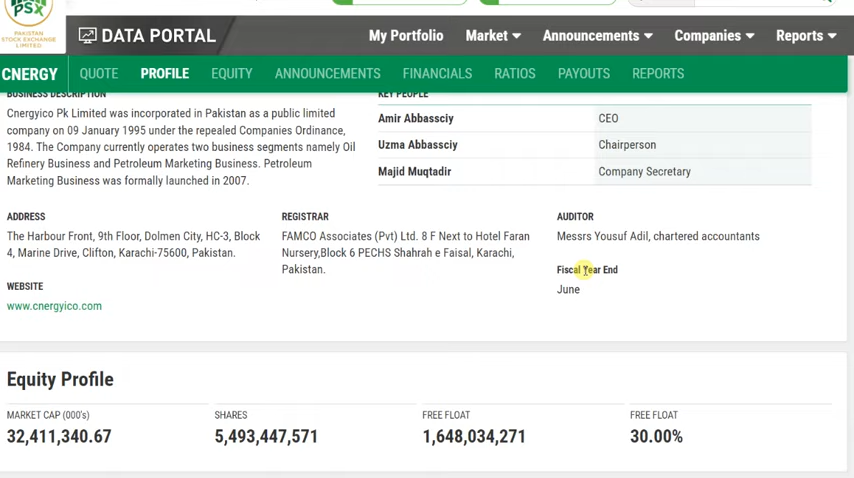 PSX
PAKISTAN
STOCK EXCHANGE
LIMITED
DATA PORTAL
My Portfolio
Market
Announcements
Companies
Reports
CNERGY
QUOTE
PROFILE
EQUITY
ANNOUNCEMENTS
FINANCIALS
RATIOS
PAYOUTS
REPORTS
BUSINESS DESCRIPTION
Cnergyico Pk Limited was incorporated in Pakistan as a public limited
company on 09 January 1995 under the repealed Companies Ordinance,
1984. The Company currently operates two business segments namely Oil
Refinery Business and Petroleum Marketing Business. Petroleum
Marketing Business was formally launched in 2007.
KEY PEOPLE
Amir Abbassciy CEO
Uzma Abbassciy Chairperson
Majid Muqtadir Company Secretary
ADDRESS
The Harbour Front, 9th Floor, Dolmen City, HC-3, Block
4, Marine Drive, Clifton, Karachi-75600, Pakistan.
WEBSITE
www.cnergyico.com
REGISTRAR
FAMCO Associates (Pvt) Ltd. 8 F Next to Hotel Faran
Nursery,Block 6 PECHS Shahrah e Faisal, Karachi,
Pakistan.
AUDITOR
Messrs Yousuf Adil, chartered accountants
Fiscal Year End
June
Equity Profile
MARKET CAP (000's)
32,411,340.67
SHARES
5,493,447,571
FREE FLOAT
1,648,034,271
FREE FLOAT
30.00%